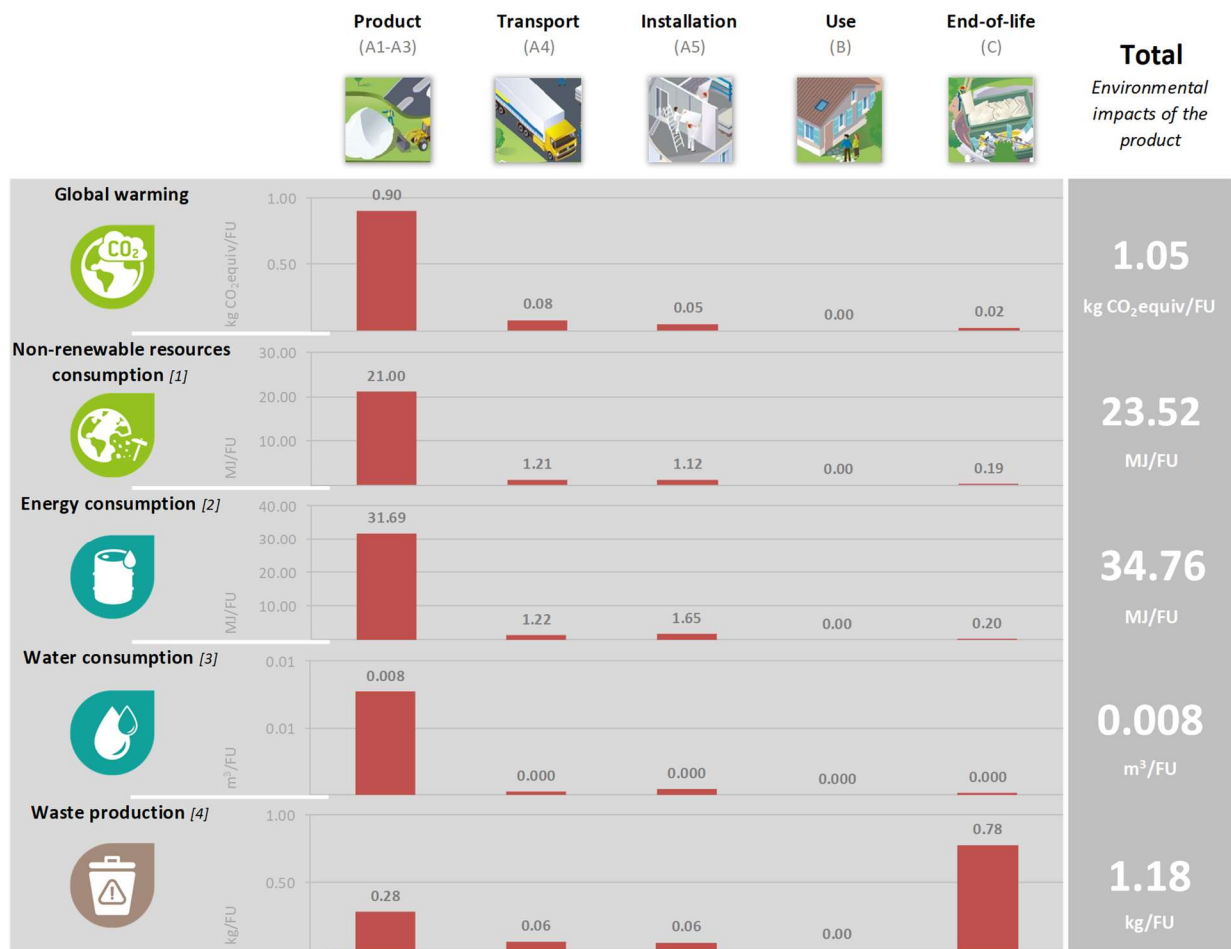 Product
(A1-A3)
Transport
(A4)
Installation
(A5)
Use
(B)
End-of-life
(C)
Total
Environmental
impacts of the
product
Global warming
CO₂
kg CO₂equiv/FU
1.00
0.50
0.90
0.08
0.05
0.00
0.02
1.05
kg CO₂equiv/FU
Non-renewable resources
consumption [1]
MJ/FU
30.00
20.00
10.00
21.00
1.21
1.12
0.00
0.19
23.52
MJ/FU
Energy consumption [2]
MJ/FU
40.00
30.00
20.00
10.00
31.69
1.22
1.65
0.00
0.20
34.76
MJ/FU
Water consumption [3]
m³/FU
0.01
0.01
0.008
0.000
0.000
0.000
0.000
0.008
m³/FU
Waste production [4]
kg/FU
1.00
0.50
0.28
0.06
0.06
0.00
0.78
1.18
kg/FU